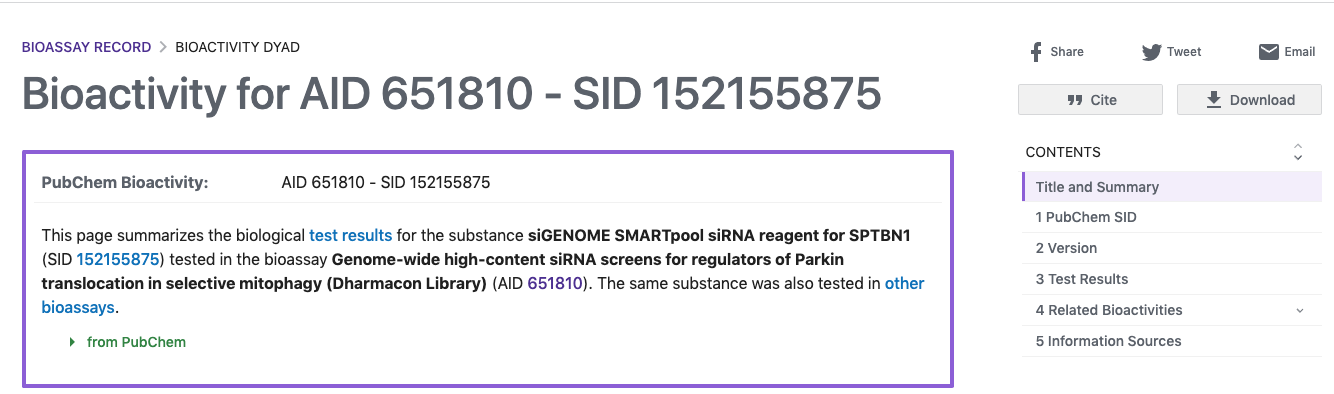 BIOASSAY RECORD > BIOACTIVITY DYAD
Bioactivity for AID 651810 - SID 152155875
PubChem Bioactivity: AID 651810 - SID 152155875
This page summarizes the biological test results for the substance siGENOME SMARTpool siRNA reagent for SPTBN1
(SID 152155875) tested in the bioassay Genome-wide high-content siRNA screens for regulators of Parkin
translocation in selective mitophagy (Dharmacon Library) (AID 651810). The same substance was also tested in other
bioassays.
from PubChem
Share Tweet Email
Cite Download
CONTENTS
Title and Summary
1 PubChem SID
2 Version
3 Test Results
4 Related Bioactivities
5 Information Sources